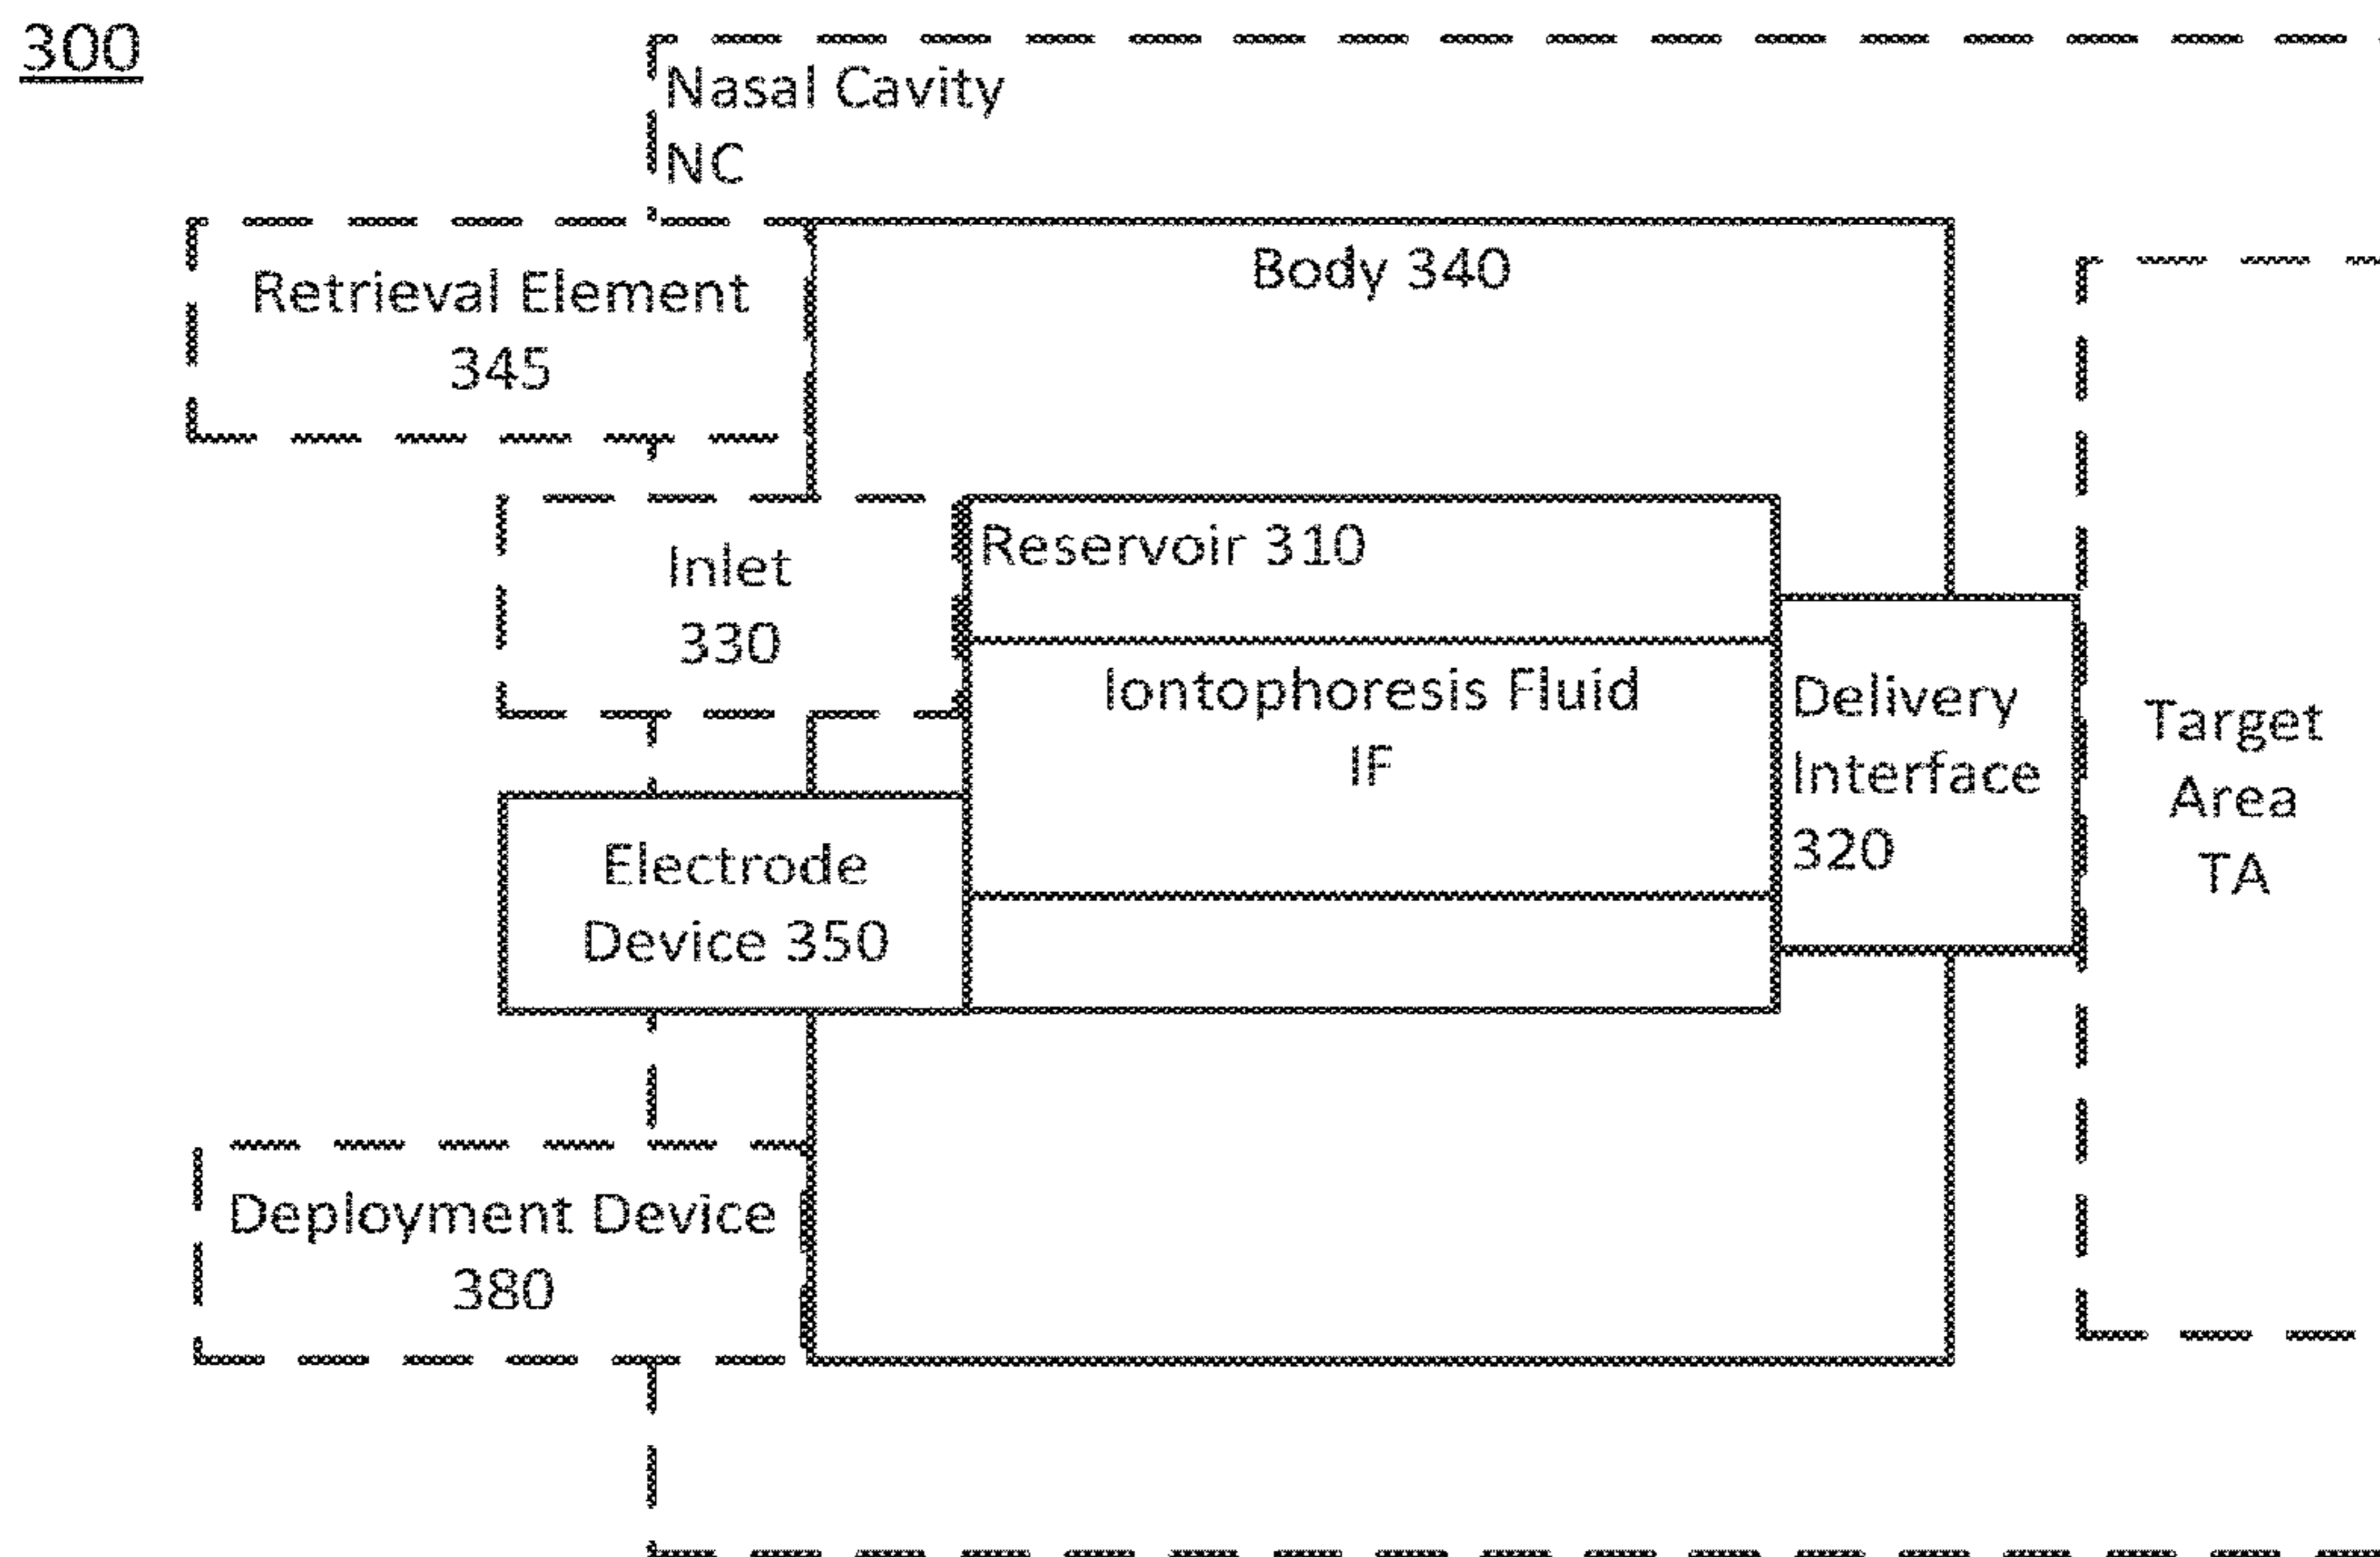 300
Nasal Cavity
NC
Retrieval Element
345
Body 340
Inlet
330
Reservoir 310
Iontophoresis Fluid
IF
Delivery
Interface
320
Target
Area
TA
Electrode
Device 350
Deployment Device
380